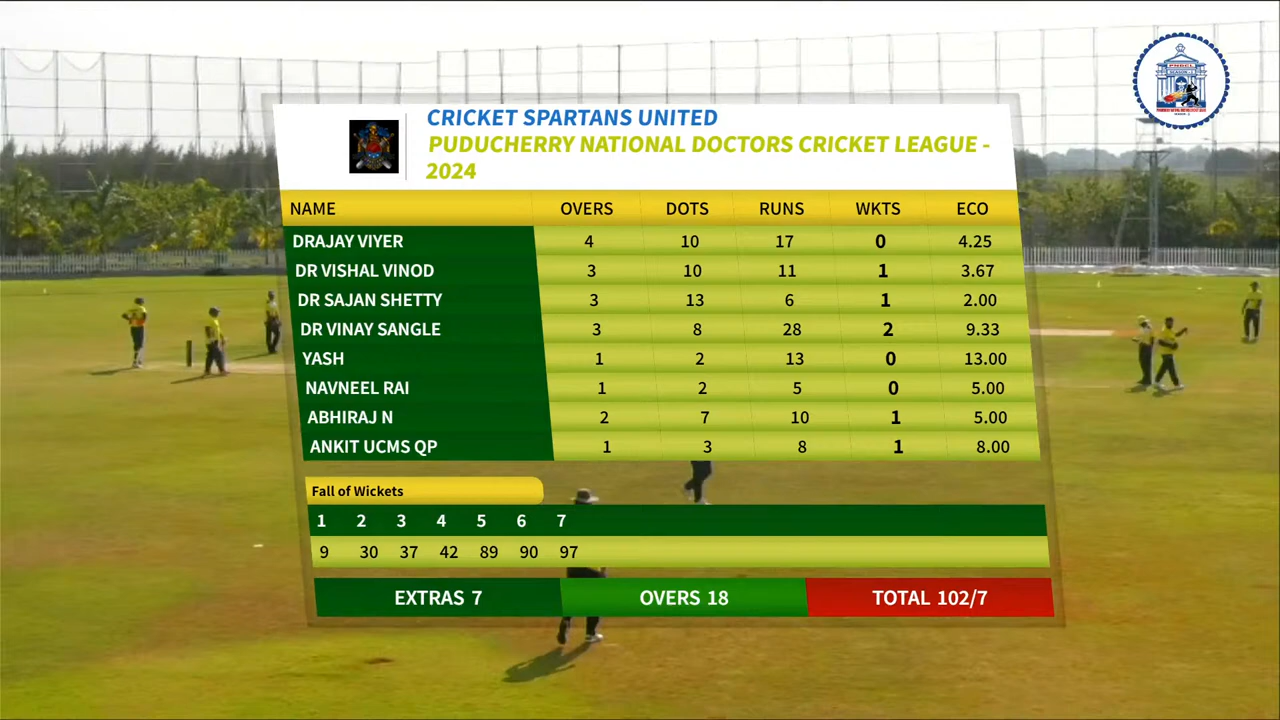 CRICKET SPARTANS UNITED
PUDUCHERRY NATIONAL DOCTORS CRICKET LEAGUE -
2024
NAME OVERS DOTS RUNS WKTS ECO
DRAJAY VIYER 4 10 17 0 4.25
DR VISHAL VINOD 3 10 11 1 3.67
DR SAJAN SHETTY 3 13 6 1 2.00
DR VINAY SANGLE 3 8 28 2 9.33
YASH 1 2 13 0 13.00
NAVNEEL RAI 1 2 5 0 5.00
ABHIRAJ N 2 7 10 1 5.00
ANKIT UCMS QP 1 3 8 1 8.00
Fall of Wickets
1 2 3 4 5 6 7
9 30 37 42 89 90 97
EXTRAS 7 OVERS 18 TOTAL 102/7